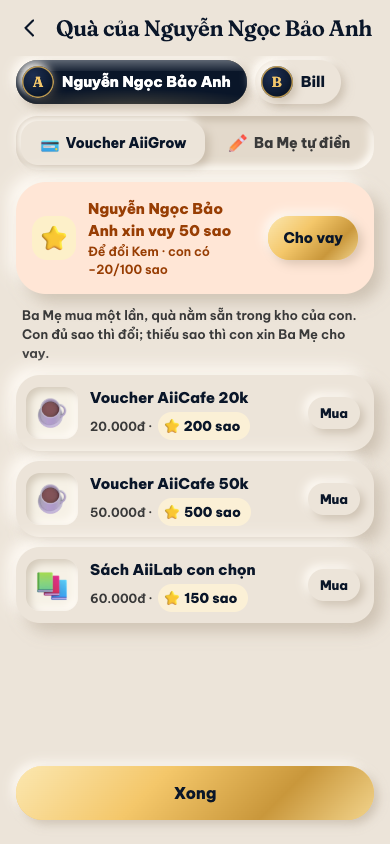 Quà của Nguyễn Ngọc Bảo Anh
A Nguyễn Ngọc Bảo Anh
B Bill
Voucher AiiGrow
Ba Mẹ tự điền
Nguyễn Ngọc Bảo
Anh xin vay 50 sao
Để đổi Kem · con có
-20/100 sao
Cho vay
Ba Mẹ mua một lần, quà nằm sẵn trong kho của con.
Con đủ sao thì đổi; thiếu sao thì con xin Ba Mẹ cho
vay.
Voucher AiiCafe 20k
20.000đ · 200 sao
Mua
Voucher AiiCafe 50k
50.000đ · 500 sao
Mua
Sách AiiLab con chọn
60.000đ · 150 sao
Mua
Xong